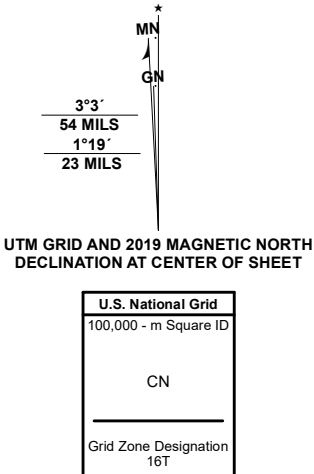 MN
GN
3°3´
54 MILS
1°19´
23 MILS
UTM GRID AND 2019 MAGNETIC NORTH
DECLINATION AT CENTER OF SHEET
U.S. National Grid
100,000 - m Square ID
CN
Grid Zone Designation
16T